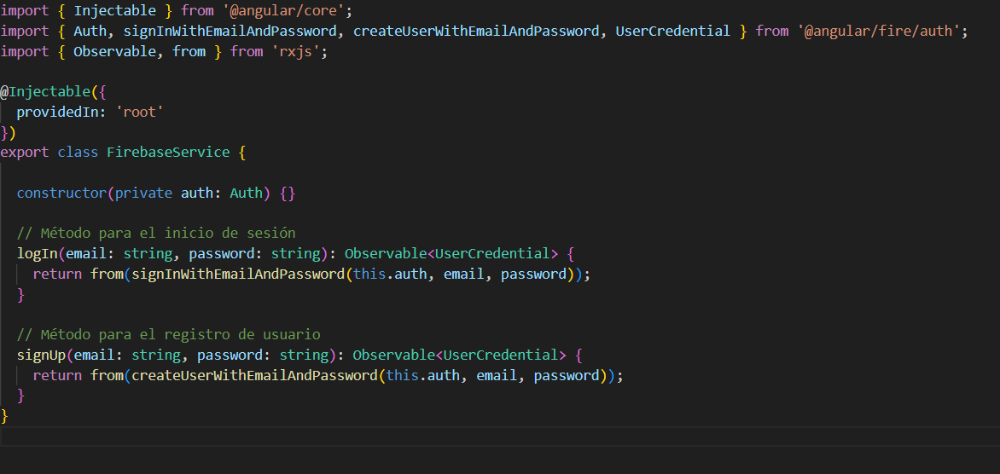 import { Injectable } from '@angular/core';
import { Auth, signInWithEmailAndPassword, createUserWithEmailAndPassword, UserCredential } from '@angular/fire/auth';
import { Observable, from } from 'rxjs';
@Injectable({
  providedIn: 'root'
})
export class FirebaseService {
  constructor(private auth: Auth) {}
  // Método para el inicio de sesión
  logIn(email: string, password: string): Observable<UserCredential> {
    return from(signInWithEmailAndPassword(this.auth, email, password));
  }
  // Método para el registro de usuario
  signUp(email: string, password: string): Observable<UserCredential> {
    return from(createUserWithEmailAndPassword(this.auth, email, password));
  }
}